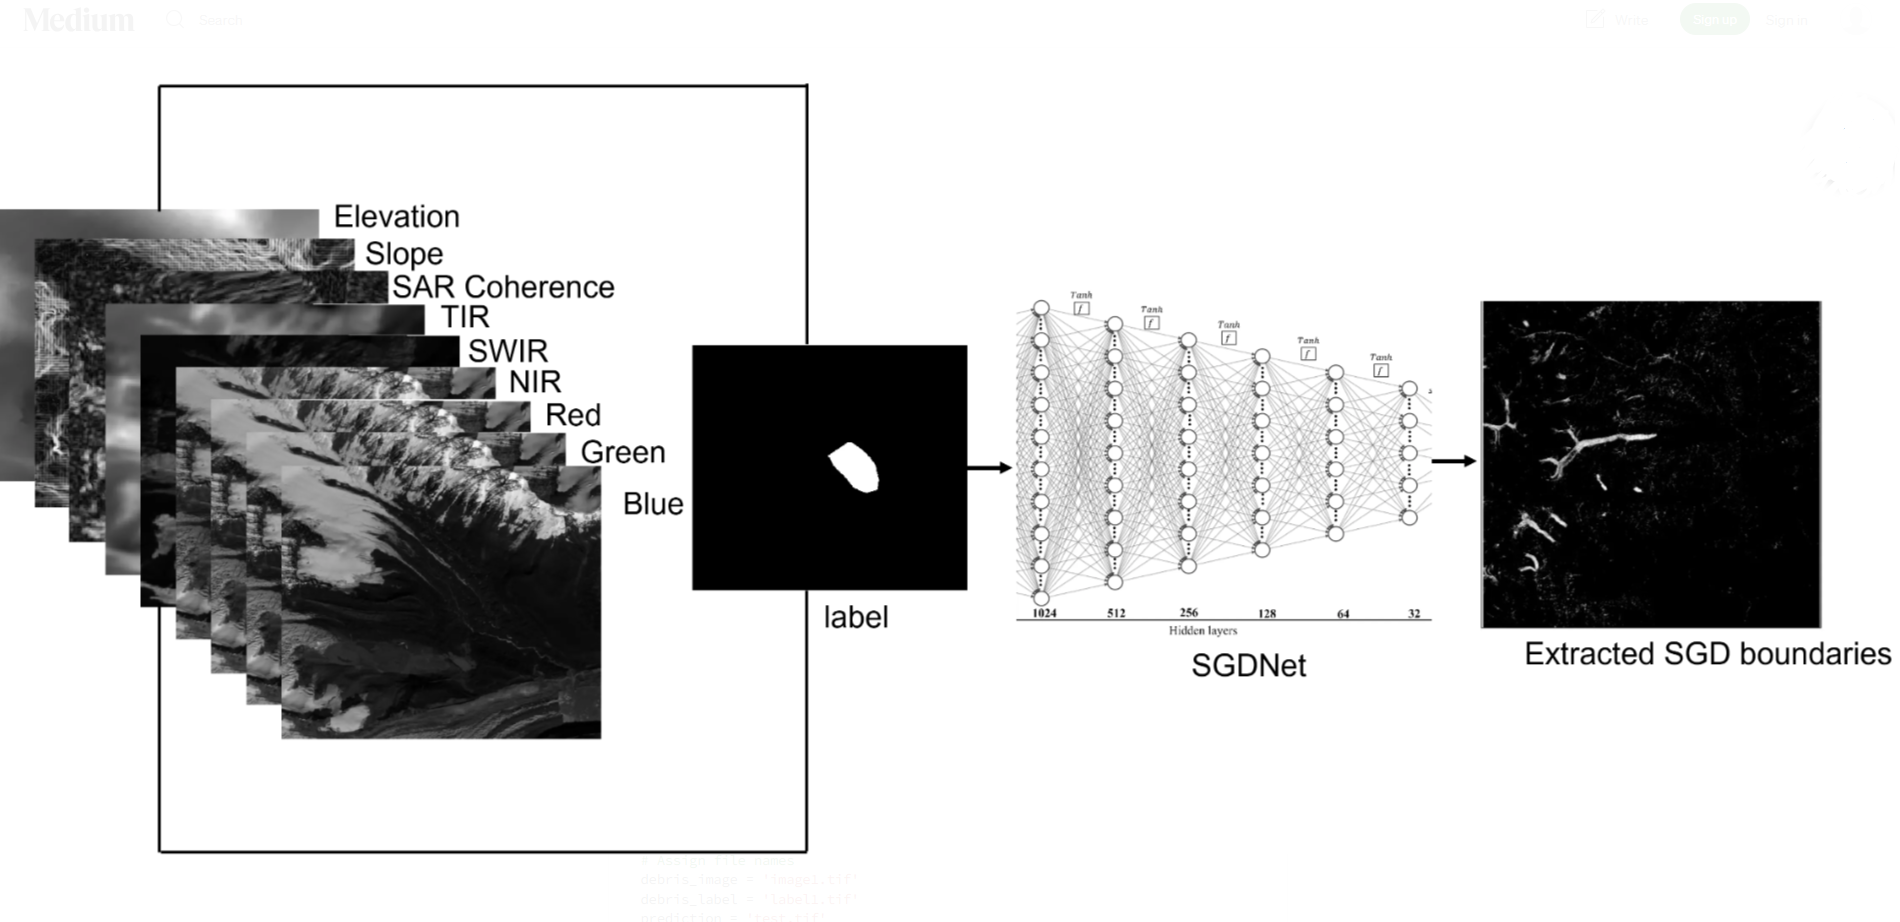 Medium
Search
Write
Sign up
Sign in
Elevation
Slope
SAR Coherence
TIR
SWIR
NIR
Red
Green
Blue
label
Tanh
f
Tanh
f
Tanh
f
Tanh
f
Tanh
f
1024 512 256 128 64 32
Hidden layers
SGDNet
Extracted SGD boundaries
# Assign file names
debris_image = 'image1.tif'
debris_label = 'label1.tif'
prediction = 'test.tif'